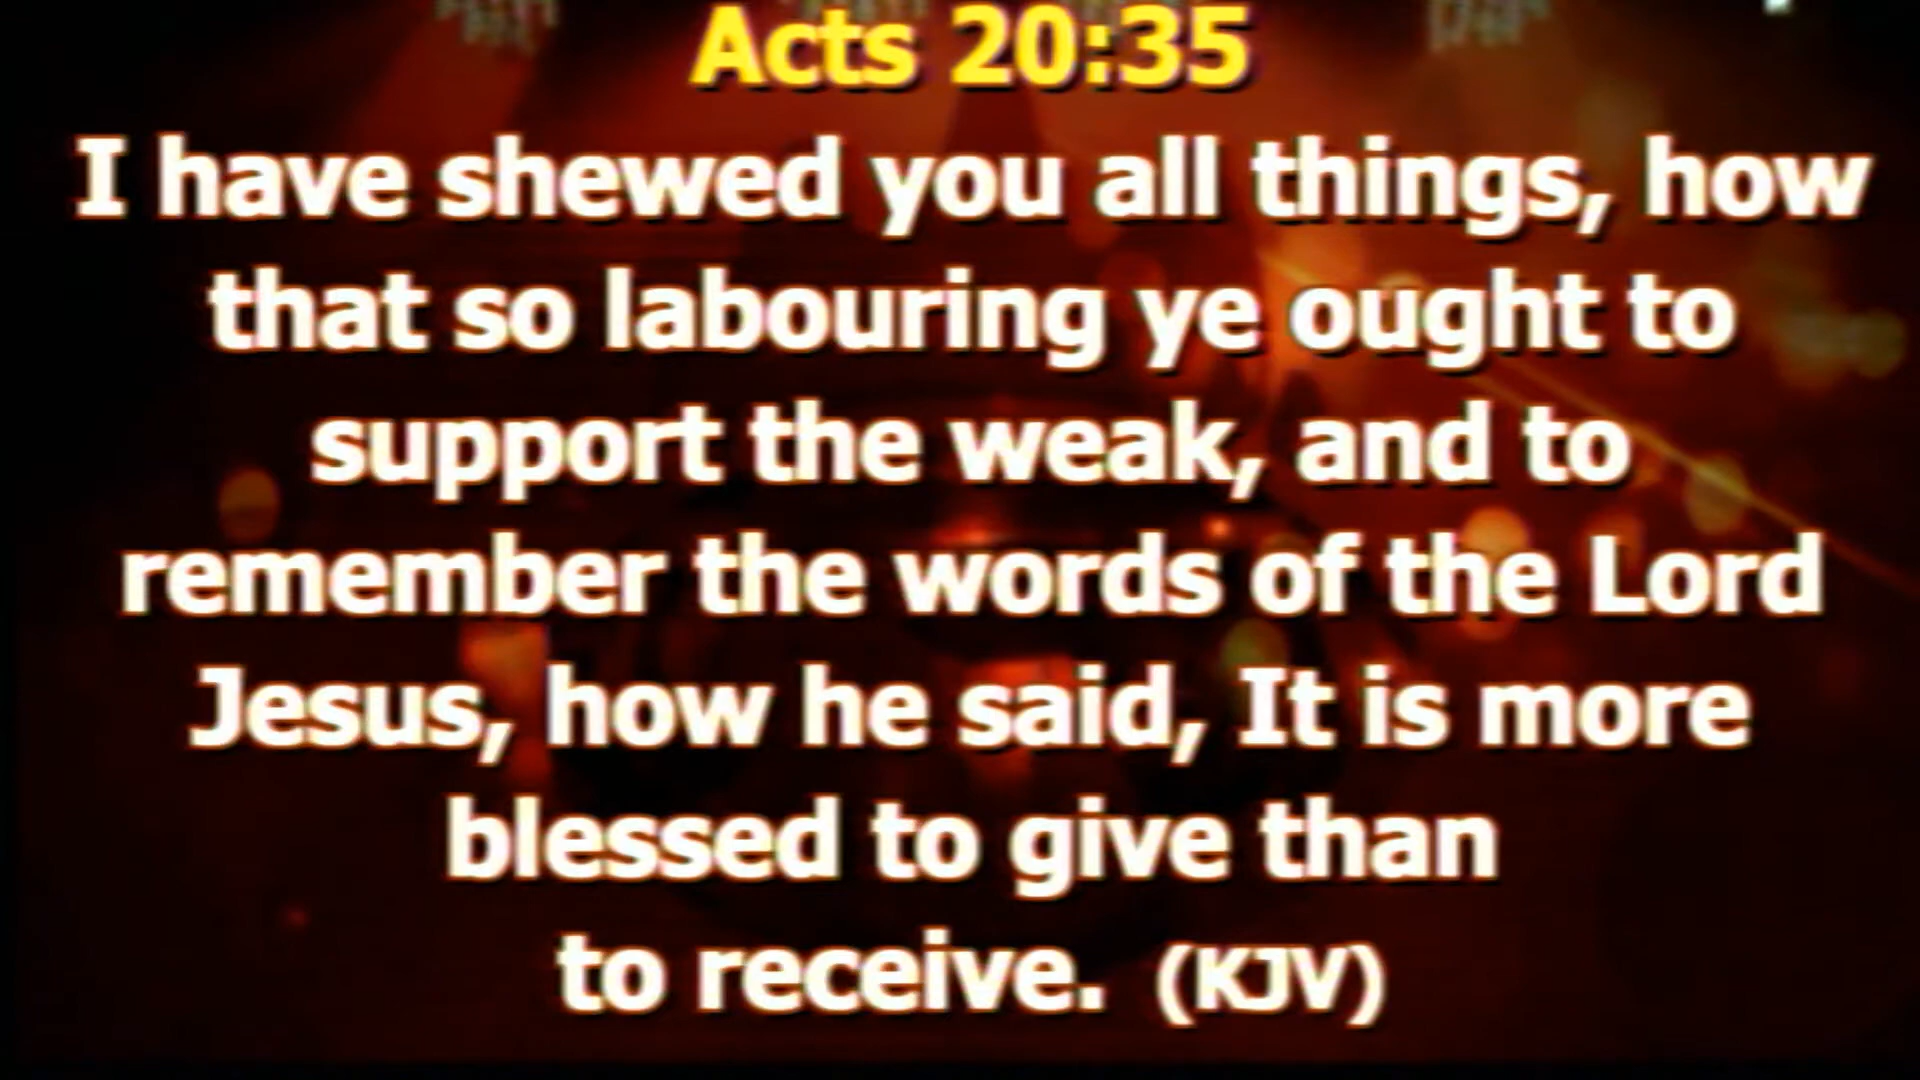 Acts 20:35
I have shewed you all things, how
that so labouring ye ought to
support the weak, and to
remember the words of the Lord
Jesus, how he said, It is more
blessed to give than
to receive. (KJV)